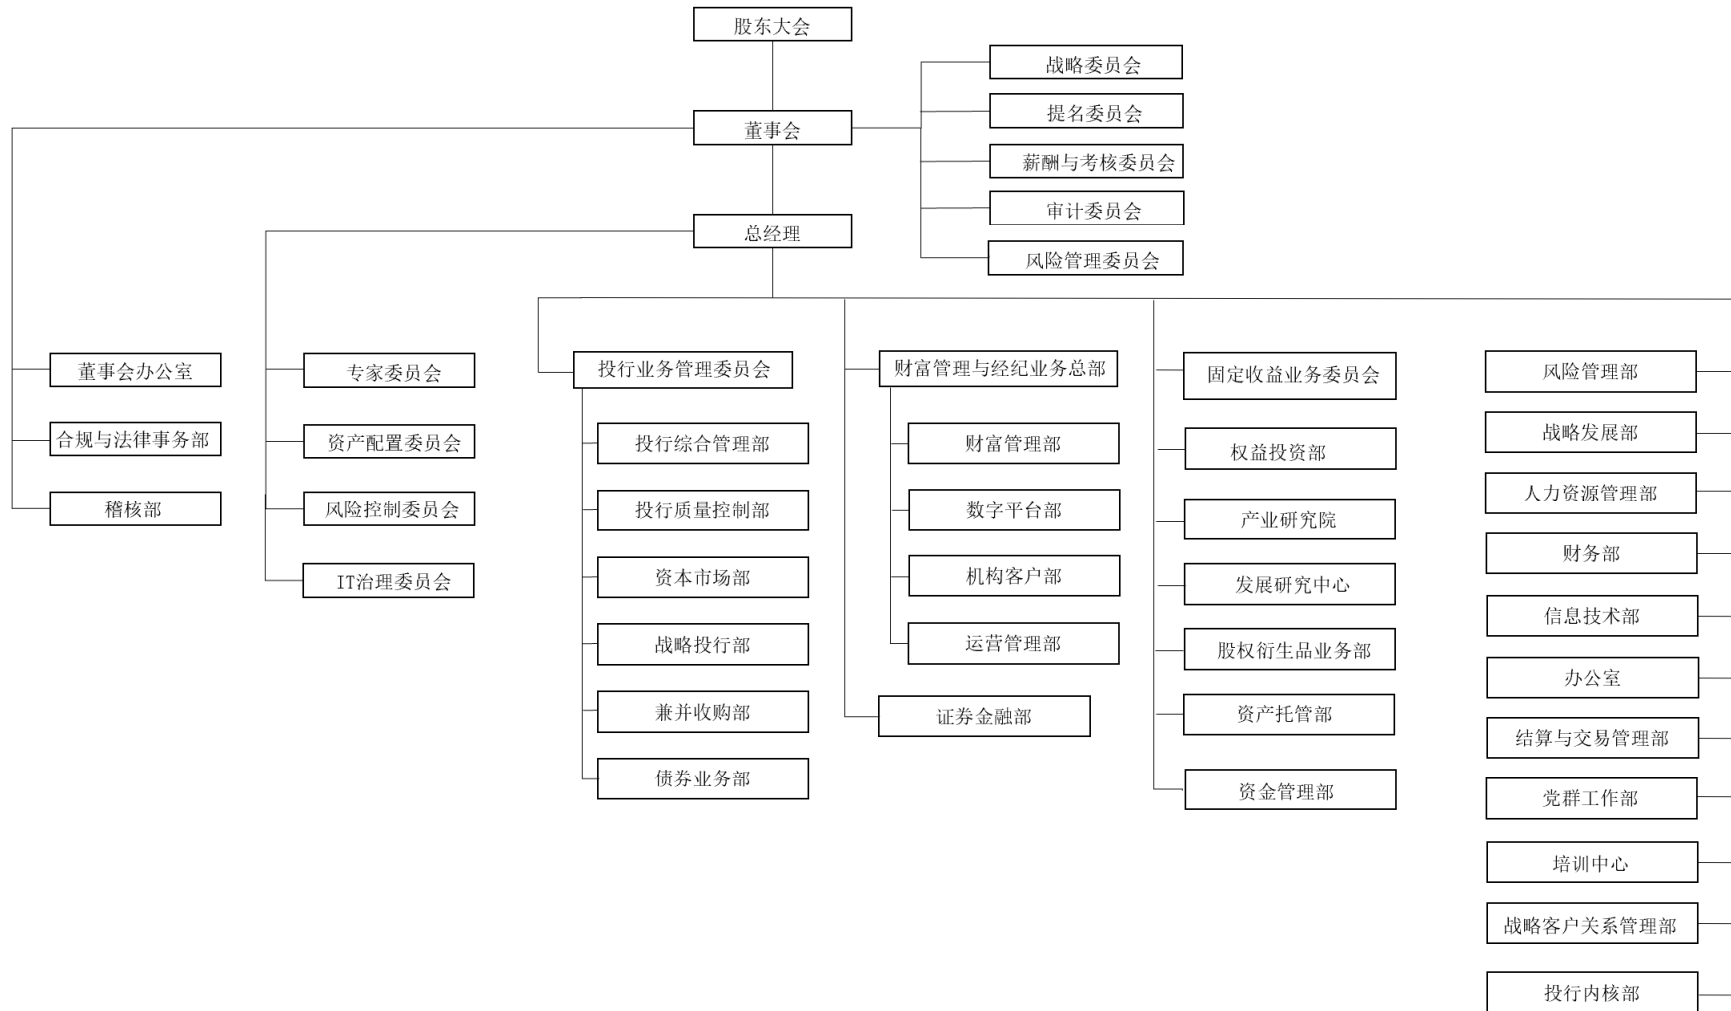 股东大会
董事会
总经理
战略委员会
提名委员会
薪酬与考核委员会
审计委员会
风险管理委员会
董事会办公室
合规与法律事务部
稽核部
专家委员会
资产配置委员会
风险控制委员会
IT治理委员会
投行业务管理委员会
投行综合管理部
投行质量控制部
资本市场部
战略投行部
兼并收购部
债券业务部
财富管理与经纪业务总部
财富管理部
数字平台部
机构客户部
运营管理部
证券金融部
固定收益业务委员会
权益投资部
产业研究院
发展研究中心
股权衍生品业务部
资产托管部
资金管理部
风险管理部
战略发展部
人力资源管理部
财务部
信息技术部
办公室
结算与交易管理部
党群工作部
培训中心
战略客户关系管理部
投行内核部